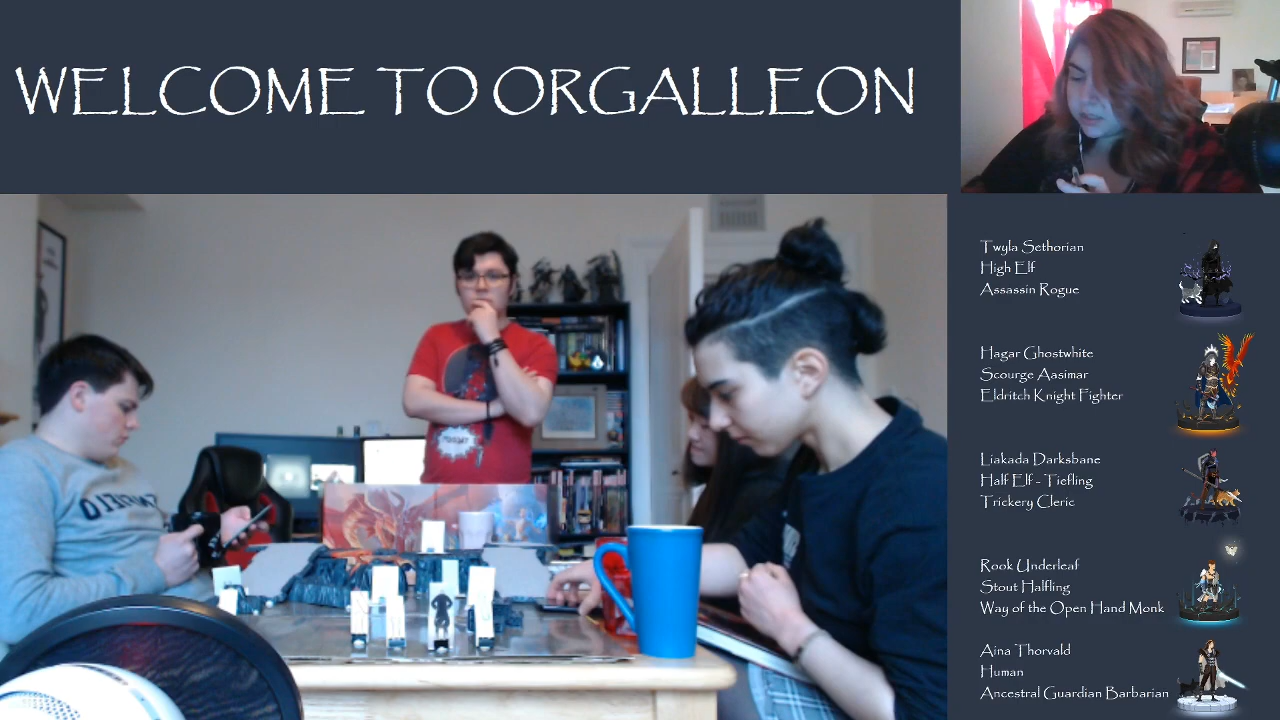 WELCOME TO ORGALLEON
Twyla Sethorian
High Elf
Assassin Rogue
Hagar Ghostwhite
Scourge Aasimar
Eldritch Knight Fighter
Liakada Darksbane
Half Elf - Tiefling
Trickery Cleric
Rook Underleaf
Stout Halfling
Way of the Open Hand Monk
Aina Thorvald
Human
Ancestral Guardian Barbarian